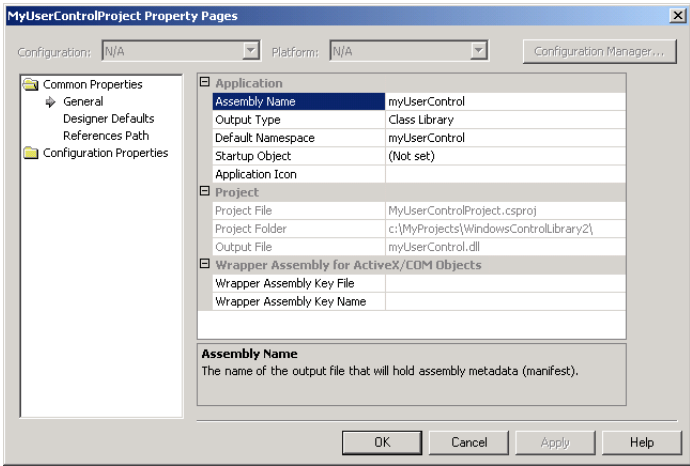 MyUserControlProject Property Pages
Configuration: N/A Platform: N/A Configuration Manager...
Common Properties
General
Designer Defaults
References Path
Configuration Properties
Application
Assembly Name myUserControl
Output Type Class Library
Default Namespace myUserControl
Startup Object (Not set)
Application Icon
Project
Project File MyUserControlProject.csproj
Project Folder c:\MyProjects\WindowsControlLibrary2\
Output File myUserControl.dll
Wrapper Assembly for ActiveX/COM Objects
Wrapper Assembly Key File
Wrapper Assembly Key Name
Assembly Name
The name of the output file that will hold assembly metadata (manifest).
OK Cancel Apply Help